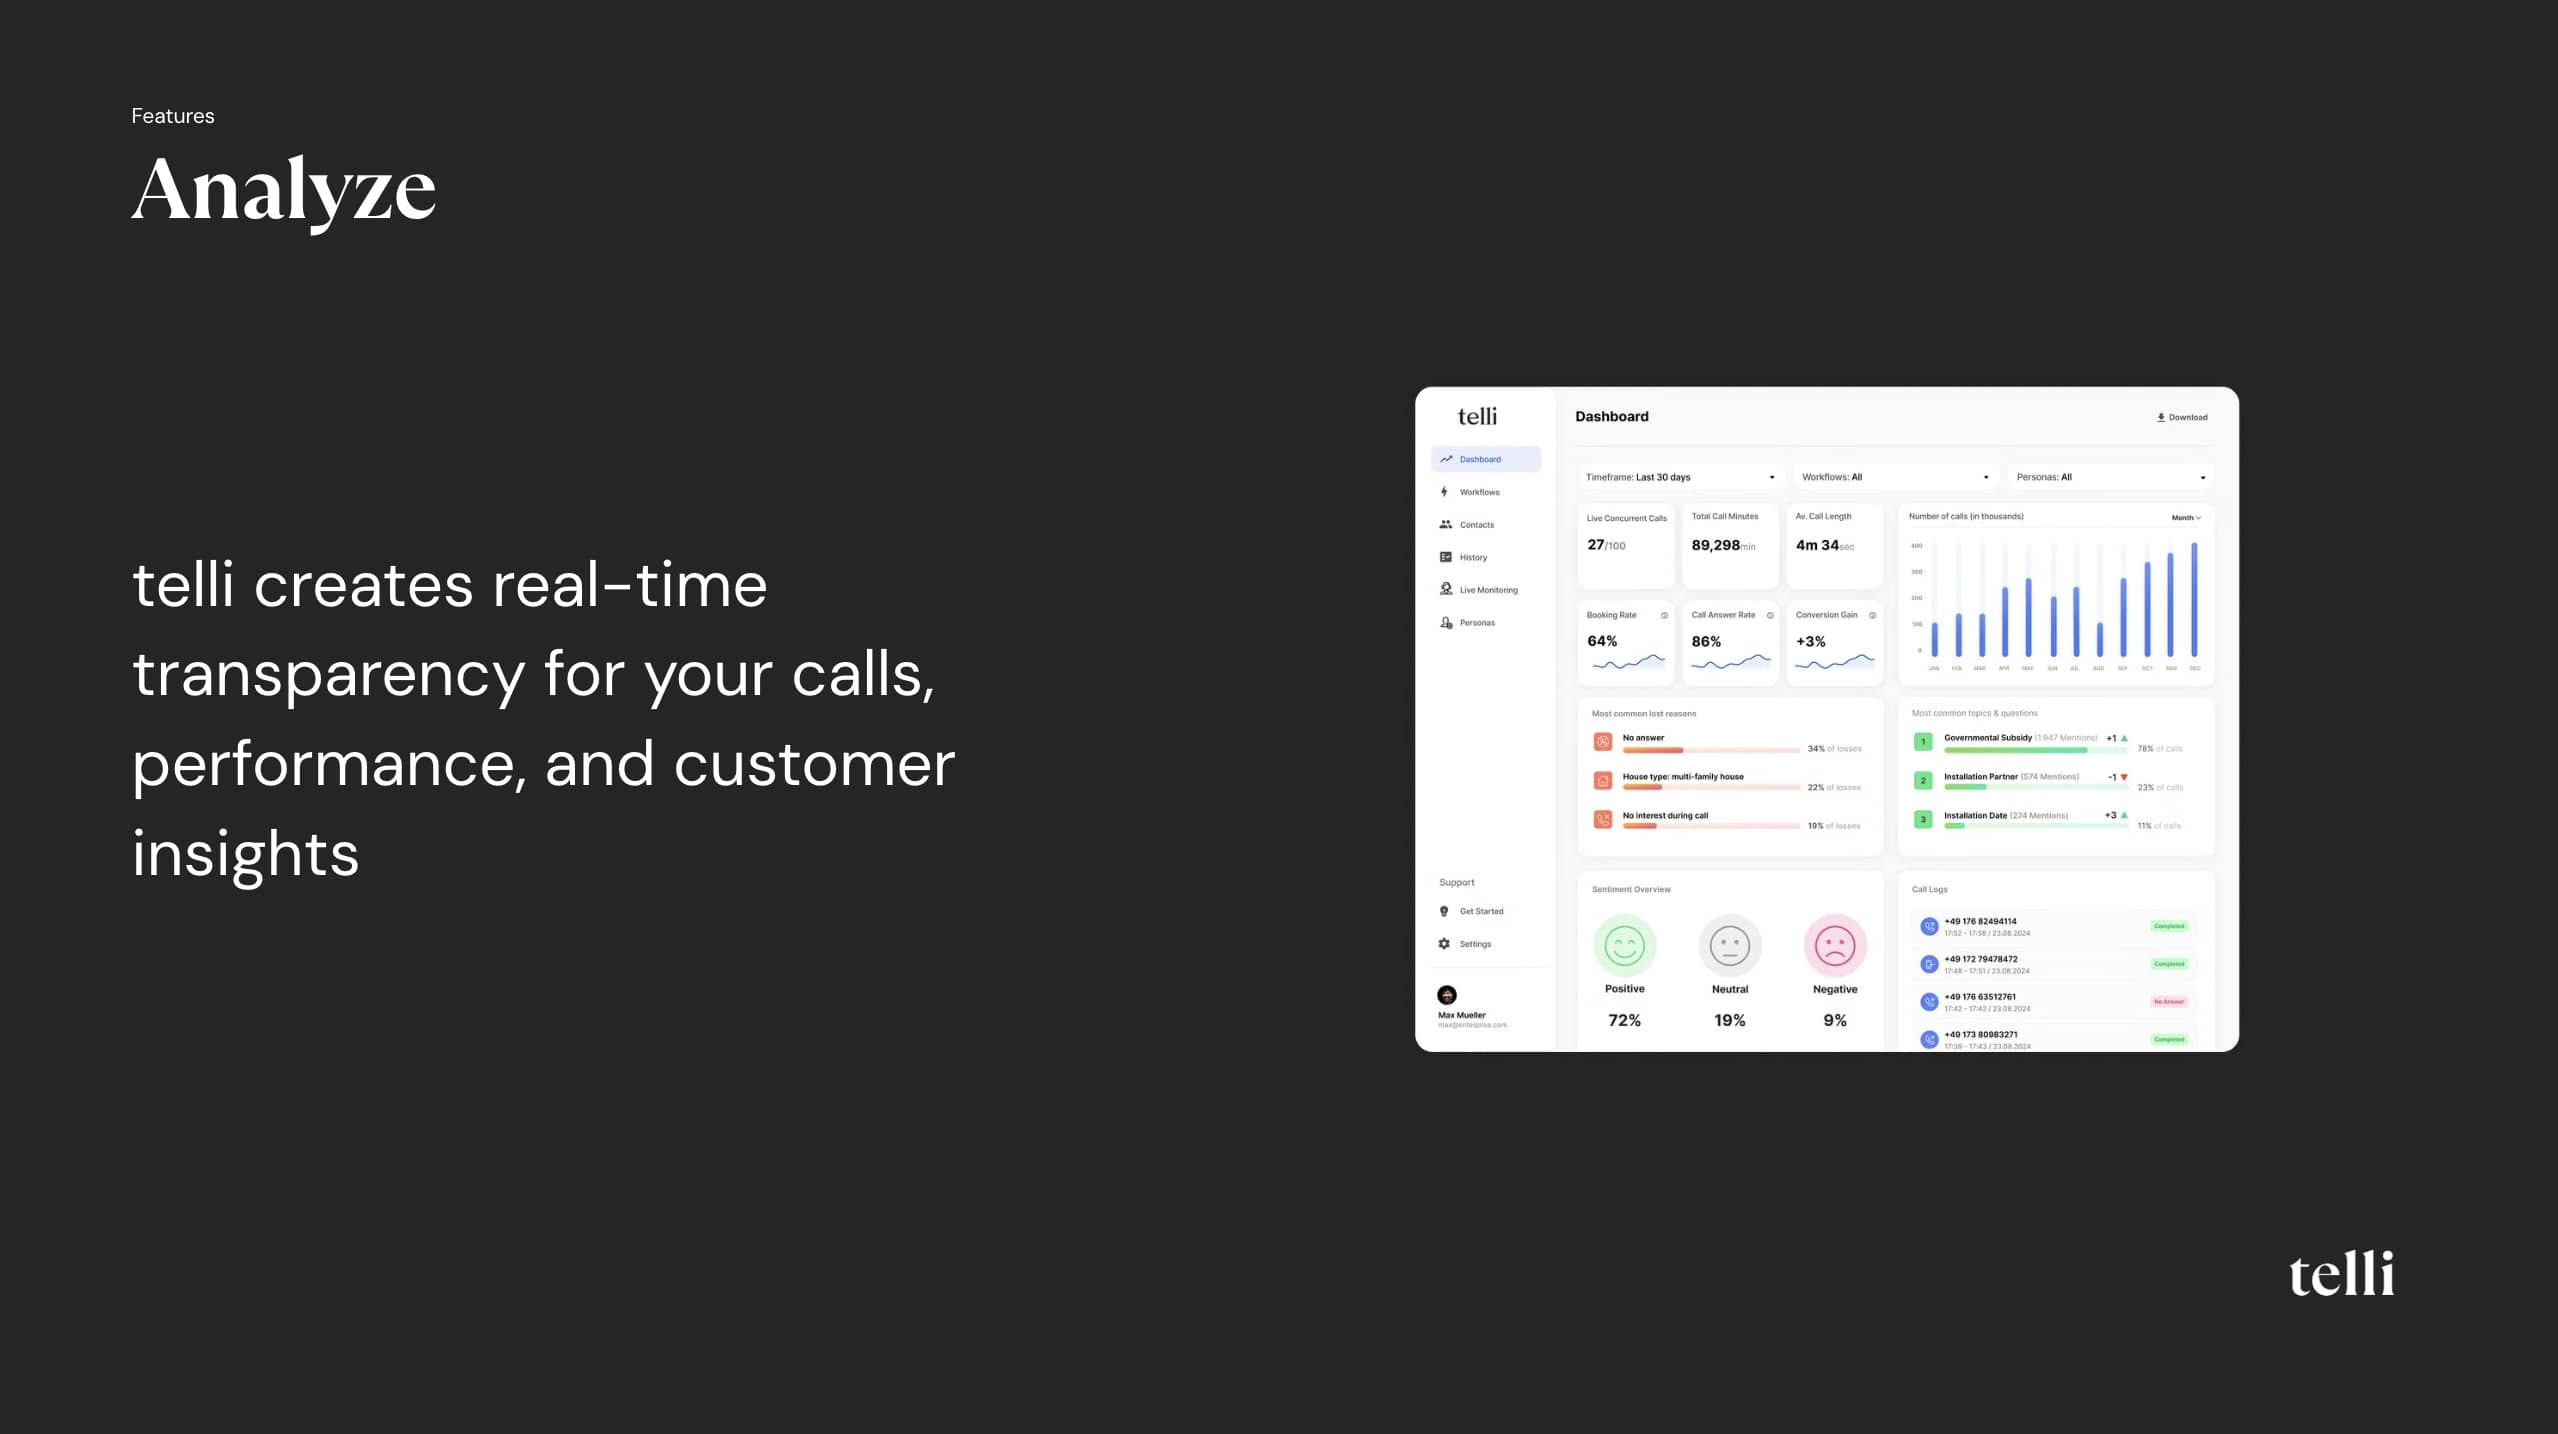 Features
Analyze
telli creates real-time
transparency for your calls,
performance, and customer
insights
telli
Dashboard
Workflows
Contacts
History
Live Monitoring
Personas
Support
Get Started
Settings
Max Mueller
max@enterprise.com
Dashboard
Download
Timeframe: Last 30 days
Workflows: All
Personas: All
Live Concurrent Calls
27/100
Total Call Minutes
89,298min
Av. Call Length
4m 34sec
Booking Rate
64%
Call Answer Rate
86%
Conversion Gain
+3%
Number of calls (in thousands)
Month
400
300
200
100
0
JAN FEB MAR APR MAY JUN JUL AUG SEP OCT NOV DEC
Most common lost reasons
No answer
34% of losses
House type: multi-family house
22% of losses
No interest during call
19% of losses
Most common topics & questions
1 Governmental Subsidy (1.947 Mentions) +1
78% of calls
2 Installation Partner (574 Mentions) -1
23% of calls
3 Installation Date (274 Mentions) +3
11% of calls
Sentiment Overview
Positive
72%
Neutral
19%
Negative
9%
Call Logs
+49 176 82494114
17:52 - 17:58 / 23.08.2024
Completed
+49 172 79478472
17:48 - 17:51 / 23.08.2024
Completed
+49 176 63512761
17:42 - 17:42 / 23.08.2024
No Answer
+49 173 80983271
17:39 - 17:43 / 23.08.2024
Completed
telli